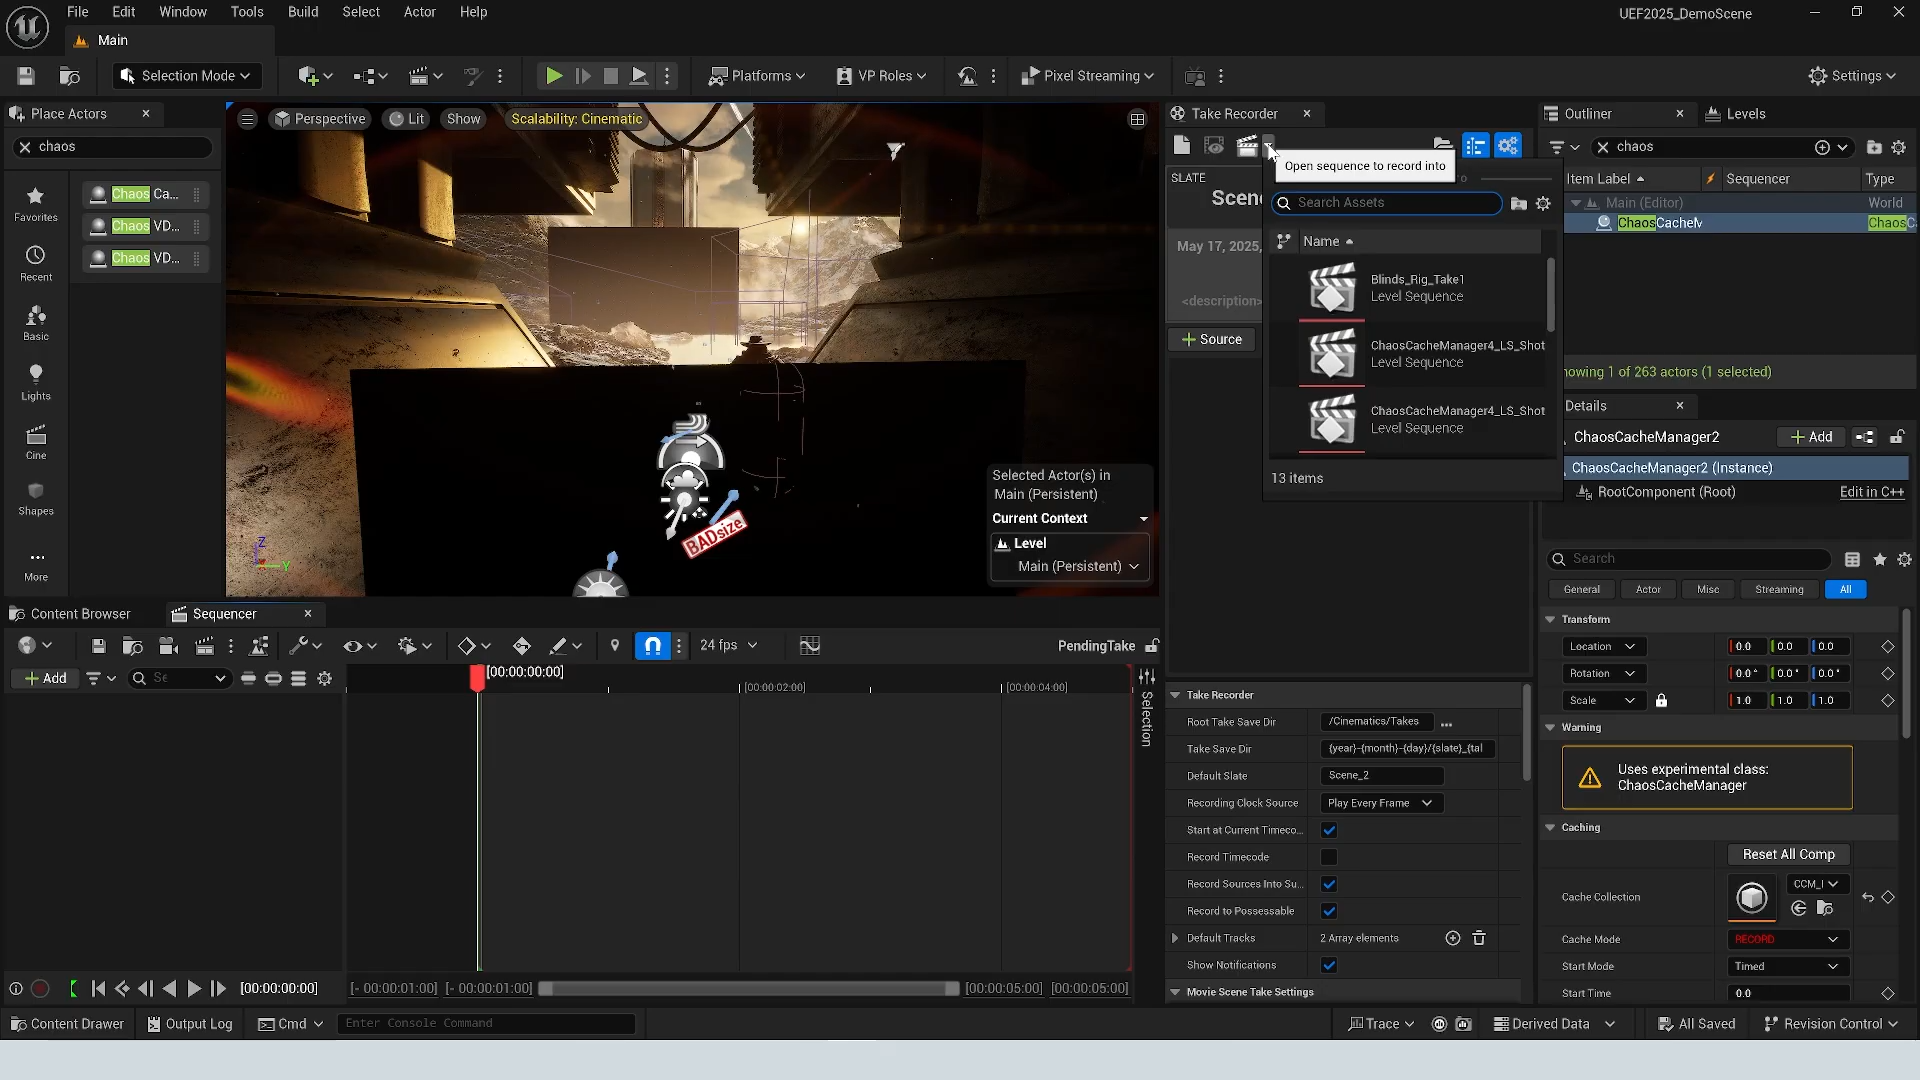 File Edit Window Tools Build Select Actor Help
UEF2025_DemoScene
Main
Selection Mode
Platforms
VP Roles
Pixel Streaming
Settings
Place Actors
chaos
Favorites
Recent
Basic
Lights
Cine
Shapes
More
Chaos Ca...
Chaos VD...
Chaos VD...
Perspective
Lit
Show
Scalability: Cinematic
BADsize
Selected Actor(s) in
Main (Persistent)
Current Context
Level
Main (Persistent)
Take Recorder
Open sequence to record into
SLATE
Scen
May 17, 2025,
<description>
Source
Search Assets
Name
Blinds_Rig_Take1
Level Sequence
ChaosCacheManager4_LS_Shot
Level Sequence
ChaosCacheManager4_LS_Shot
Level Sequence
13 items
Outliner
Levels
chaos
Item Label
Sequencer
Type
Main (Editor)
World
ChaosCacheM
ChaosC
howing 1 of 263 actors (1 selected)
Details
ChaosCacheManager2
Add
ChaosCacheManager2 (Instance)
RootComponent (Root)
Edit in C++
Search
General
Actor
Misc
Streaming
All
Transform
Location
0.0 0.0 0.0
Rotation
0.0° 0.0° 0.0°
Scale
1.0 1.0 1.0
Warning
Uses experimental class:
ChaosCacheManager
Caching
Reset All Comp
Cache Collection
Cache Mode
RECORD
Start Mode
Timed
Start Time
0.0
Content Browser
Sequencer
24 fps
PendingTake
Add
Se
[00:00:00:00]
[00:00:02:00]
[00:00:04:00]
Selection
[00:00:00:00]
[- 00:00:01:00]
[- 00:00:01:00]
[00:00:05:00]
[00:00:05:00]
Take Recorder
Root Take Save Dir
/Cinematics/Takes
Take Save Dir
{year}-{month}-{day}/{slate}_{tal
Default Slate
Scene_2
Recording Clock Source
Play Every Frame
Start at Current Timeco...
Record Timecode
Record Sources Into Su...
Record to Possessable
Default Tracks
2 Array elements
Show Notifications
Movie Scene Take Settings
Content Drawer
Output Log
Cmd
Enter Console Command
Trace
Derived Data
All Saved
Revision Control